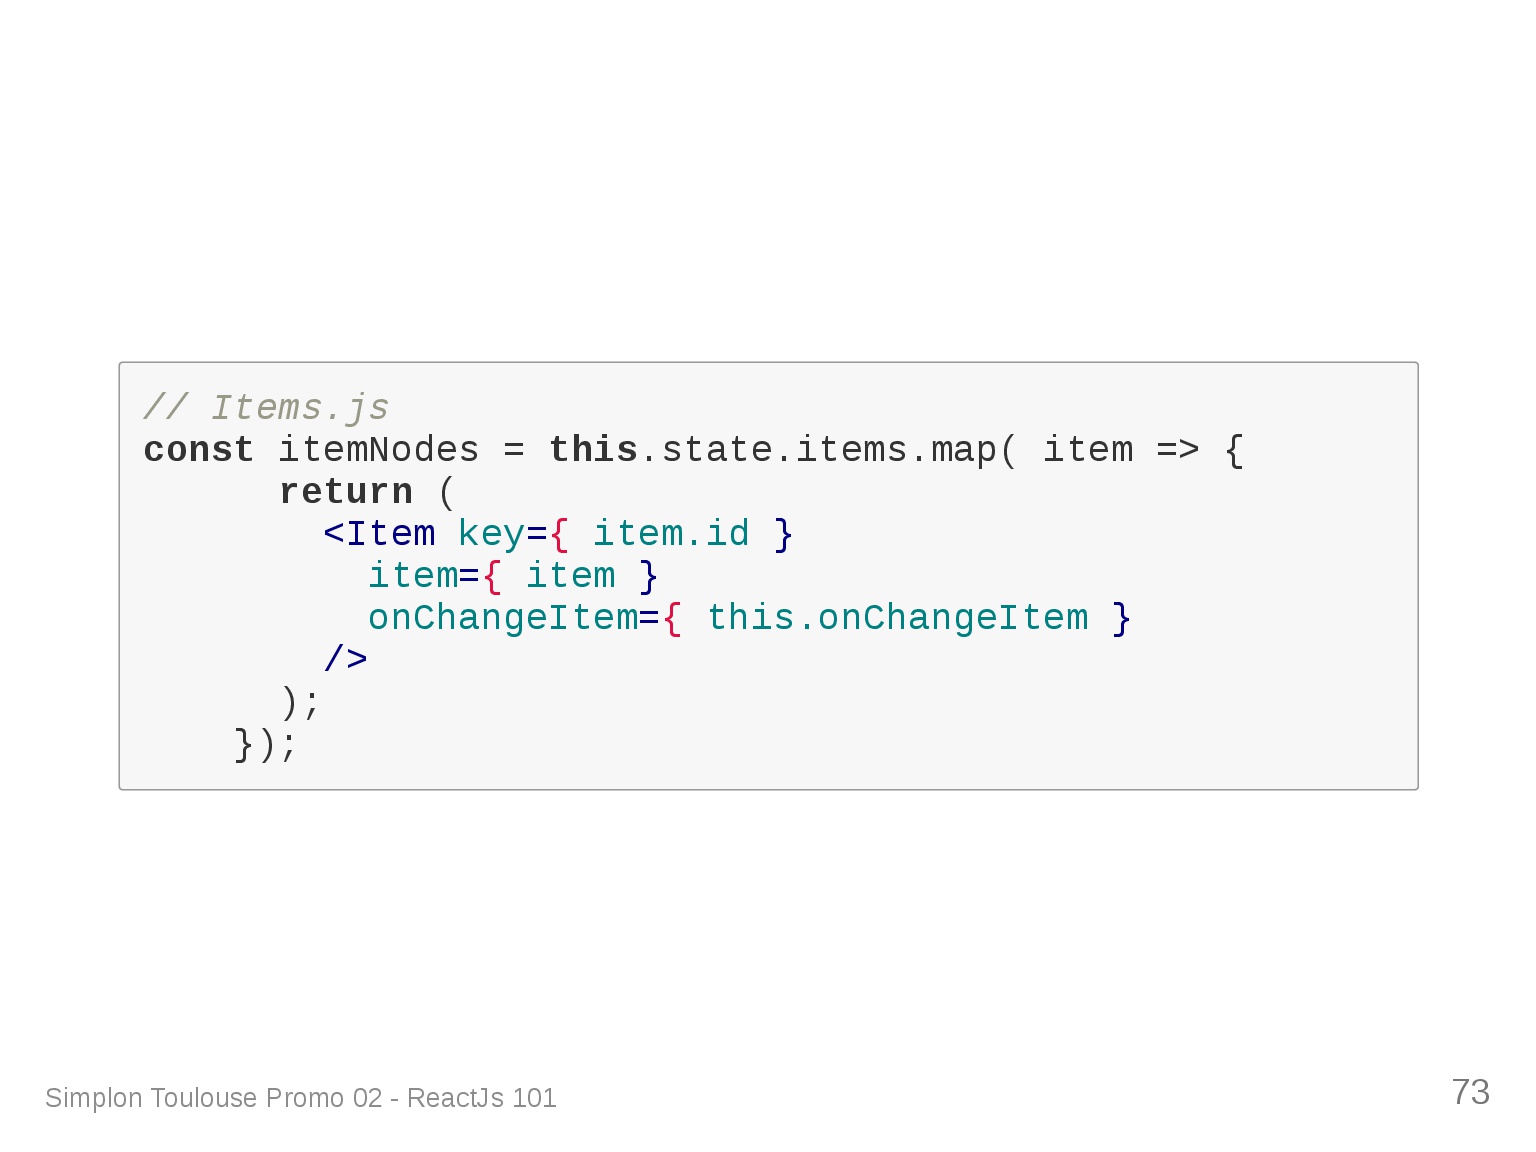 // Items.js
const itemNodes = this.state.items.map( item => {
      return (
        <Item key={ item.id }
          item={ item }
          onChangeItem={ this.onChangeItem }
        />
      );
    });
Simplon Toulouse Promo 02 - ReactJs 101
73